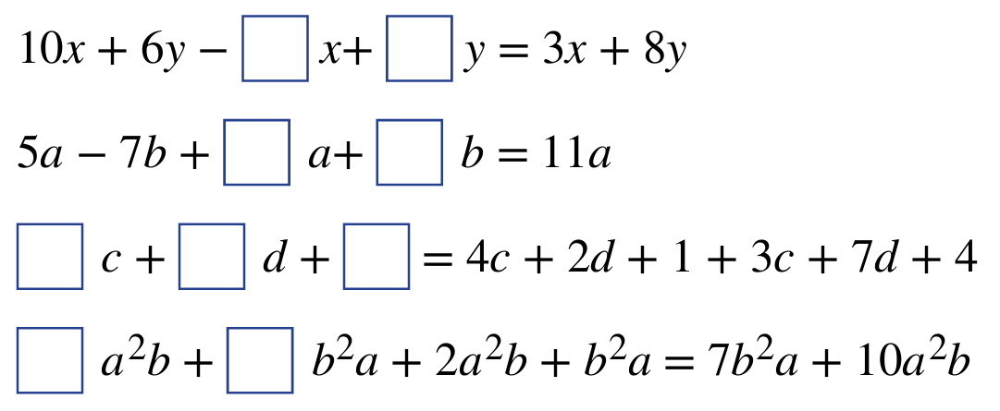 10x + 6y − □ x+ □ y = 3x + 8y
5a − 7b + □ a+ □ b = 11a
□ c + □ d + □ = 4c + 2d + 1 + 3c + 7d + 4
□ a²b + □ b²a + 2a²b + b²a = 7b²a + 10a²b